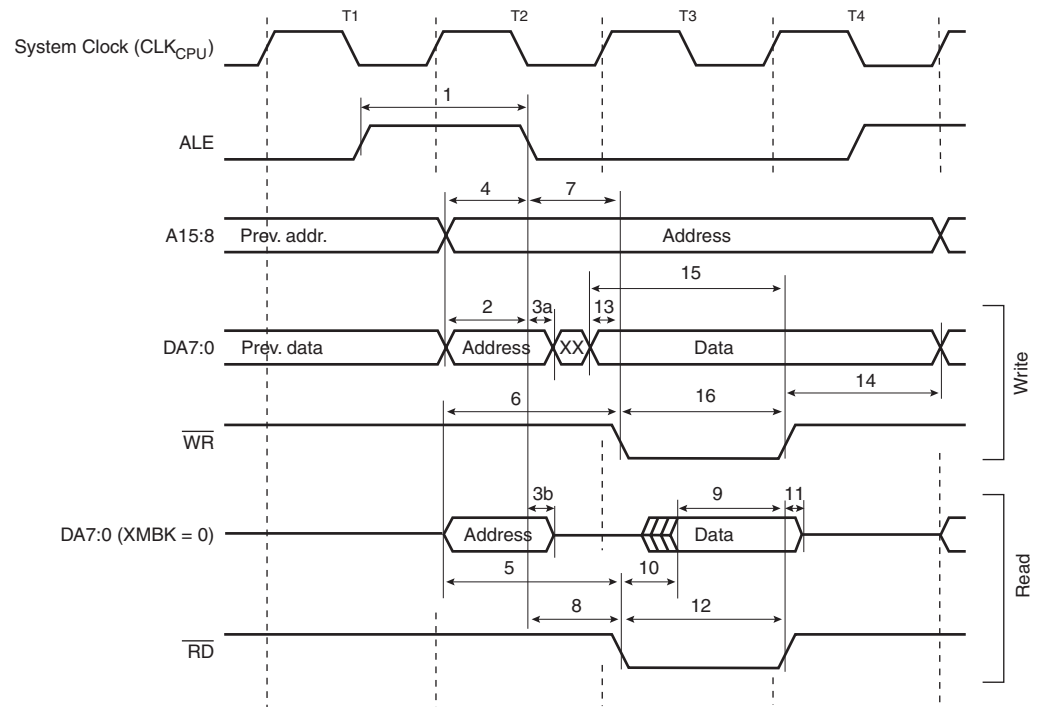 T1 T2 T3 T4
System Clock (CLKCPU)
1
ALE
4 7
A15:8 Prev. addr. Address
15
2 3a 13
DA7:0 Prev. data Address XX Data
14
6 16
WR
Write
3b 9 11
DA7:0 (XMBK = 0) Address Data
5 10
8 12
RD
Read